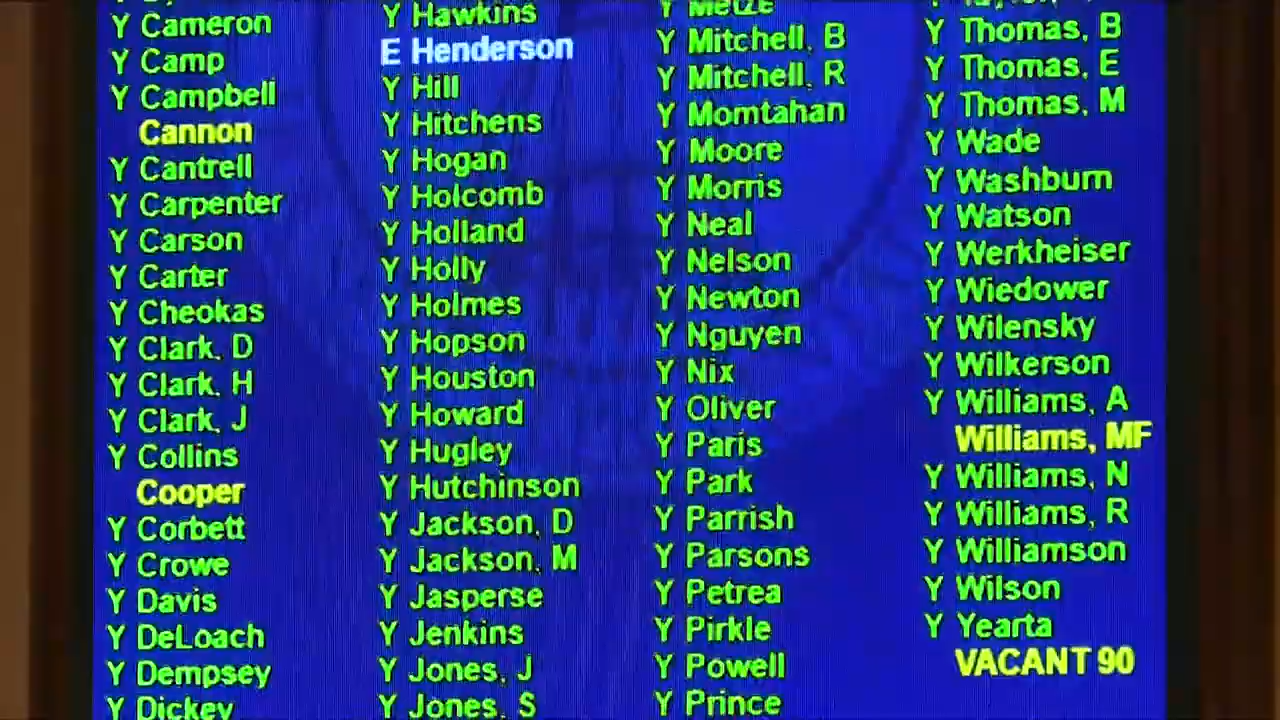 Y Cameron
Y Camp
Y Campbell
Cannon
Y Cantrell
Y Carpenter
Y Carson
Y Carter
Y Cheokas
Y Clark, D
Y Clark, H
Y Clark, J
Y Collins
Cooper
Y Corbett
Y Crowe
Y Davis
Y DeLoach
Y Dempsey
Y Dickey
Y Hawkins
E Henderson
Y Hill
Y Hitchens
Y Hogan
Y Holcomb
Y Holland
Y Holly
Y Holmes
Y Hopson
Y Houston
Y Howard
Y Hugley
Y Hutchinson
Y Jackson, D
Y Jackson, M
Y Jasperse
Y Jenkins
Y Jones, J
Y Jones, S
Y Metze
Y Mitchell, B
Y Mitchell, R
Y Momtahan
Y Moore
Y Morris
Y Neal
Y Nelson
Y Newton
Y Nguyen
Y Nix
Y Oliver
Y Paris
Y Park
Y Parrish
Y Parsons
Y Petrea
Y Pirkle
Y Powell
Y Prince
Y Thomas, B
Y Thomas, E
Y Thomas, M
Y Wade
Y Washburn
Y Watson
Y Werkheiser
Y Wiedower
Y Wilensky
Y Wilkerson
Y Williams, A
Williams, MF
Y Williams, N
Y Williams, R
Y Williamson
Y Wilson
Y Yearta
VACANT 90